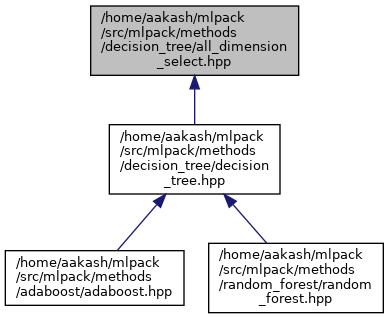 /home/aakash/mlpack
/src/mlpack/methods
/decision_tree/all_dimension
_select.hpp
/home/aakash/mlpack
/src/mlpack/methods
/decision_tree/decision
_tree.hpp
/home/aakash/mlpack
/src/mlpack/methods
/adaboost/adaboost.hpp
/home/aakash/mlpack
/src/mlpack/methods
/random_forest/random
_forest.hpp